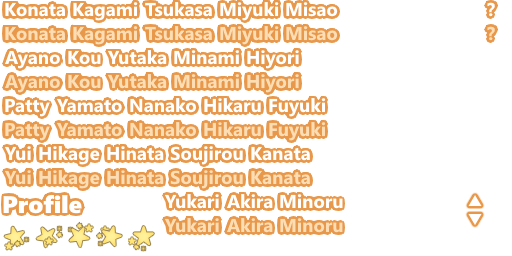 Konata Kagami Tsukasa Miyuki Misao ?
Konata Kagami Tsukasa Miyuki Misao ?
Ayano Kou Yutaka Minami Hiyori
Ayano Kou Yutaka Minami Hiyori
Patty Yamato Nanako Hikaru Fuyuki
Patty Yamato Nanako Hikaru Fuyuki
Yui Hikage Hinata Soujirou Kanata
Yui Hikage Hinata Soujirou Kanata
Profile Yukari Akira Minoru
Yukari Akira Minoru